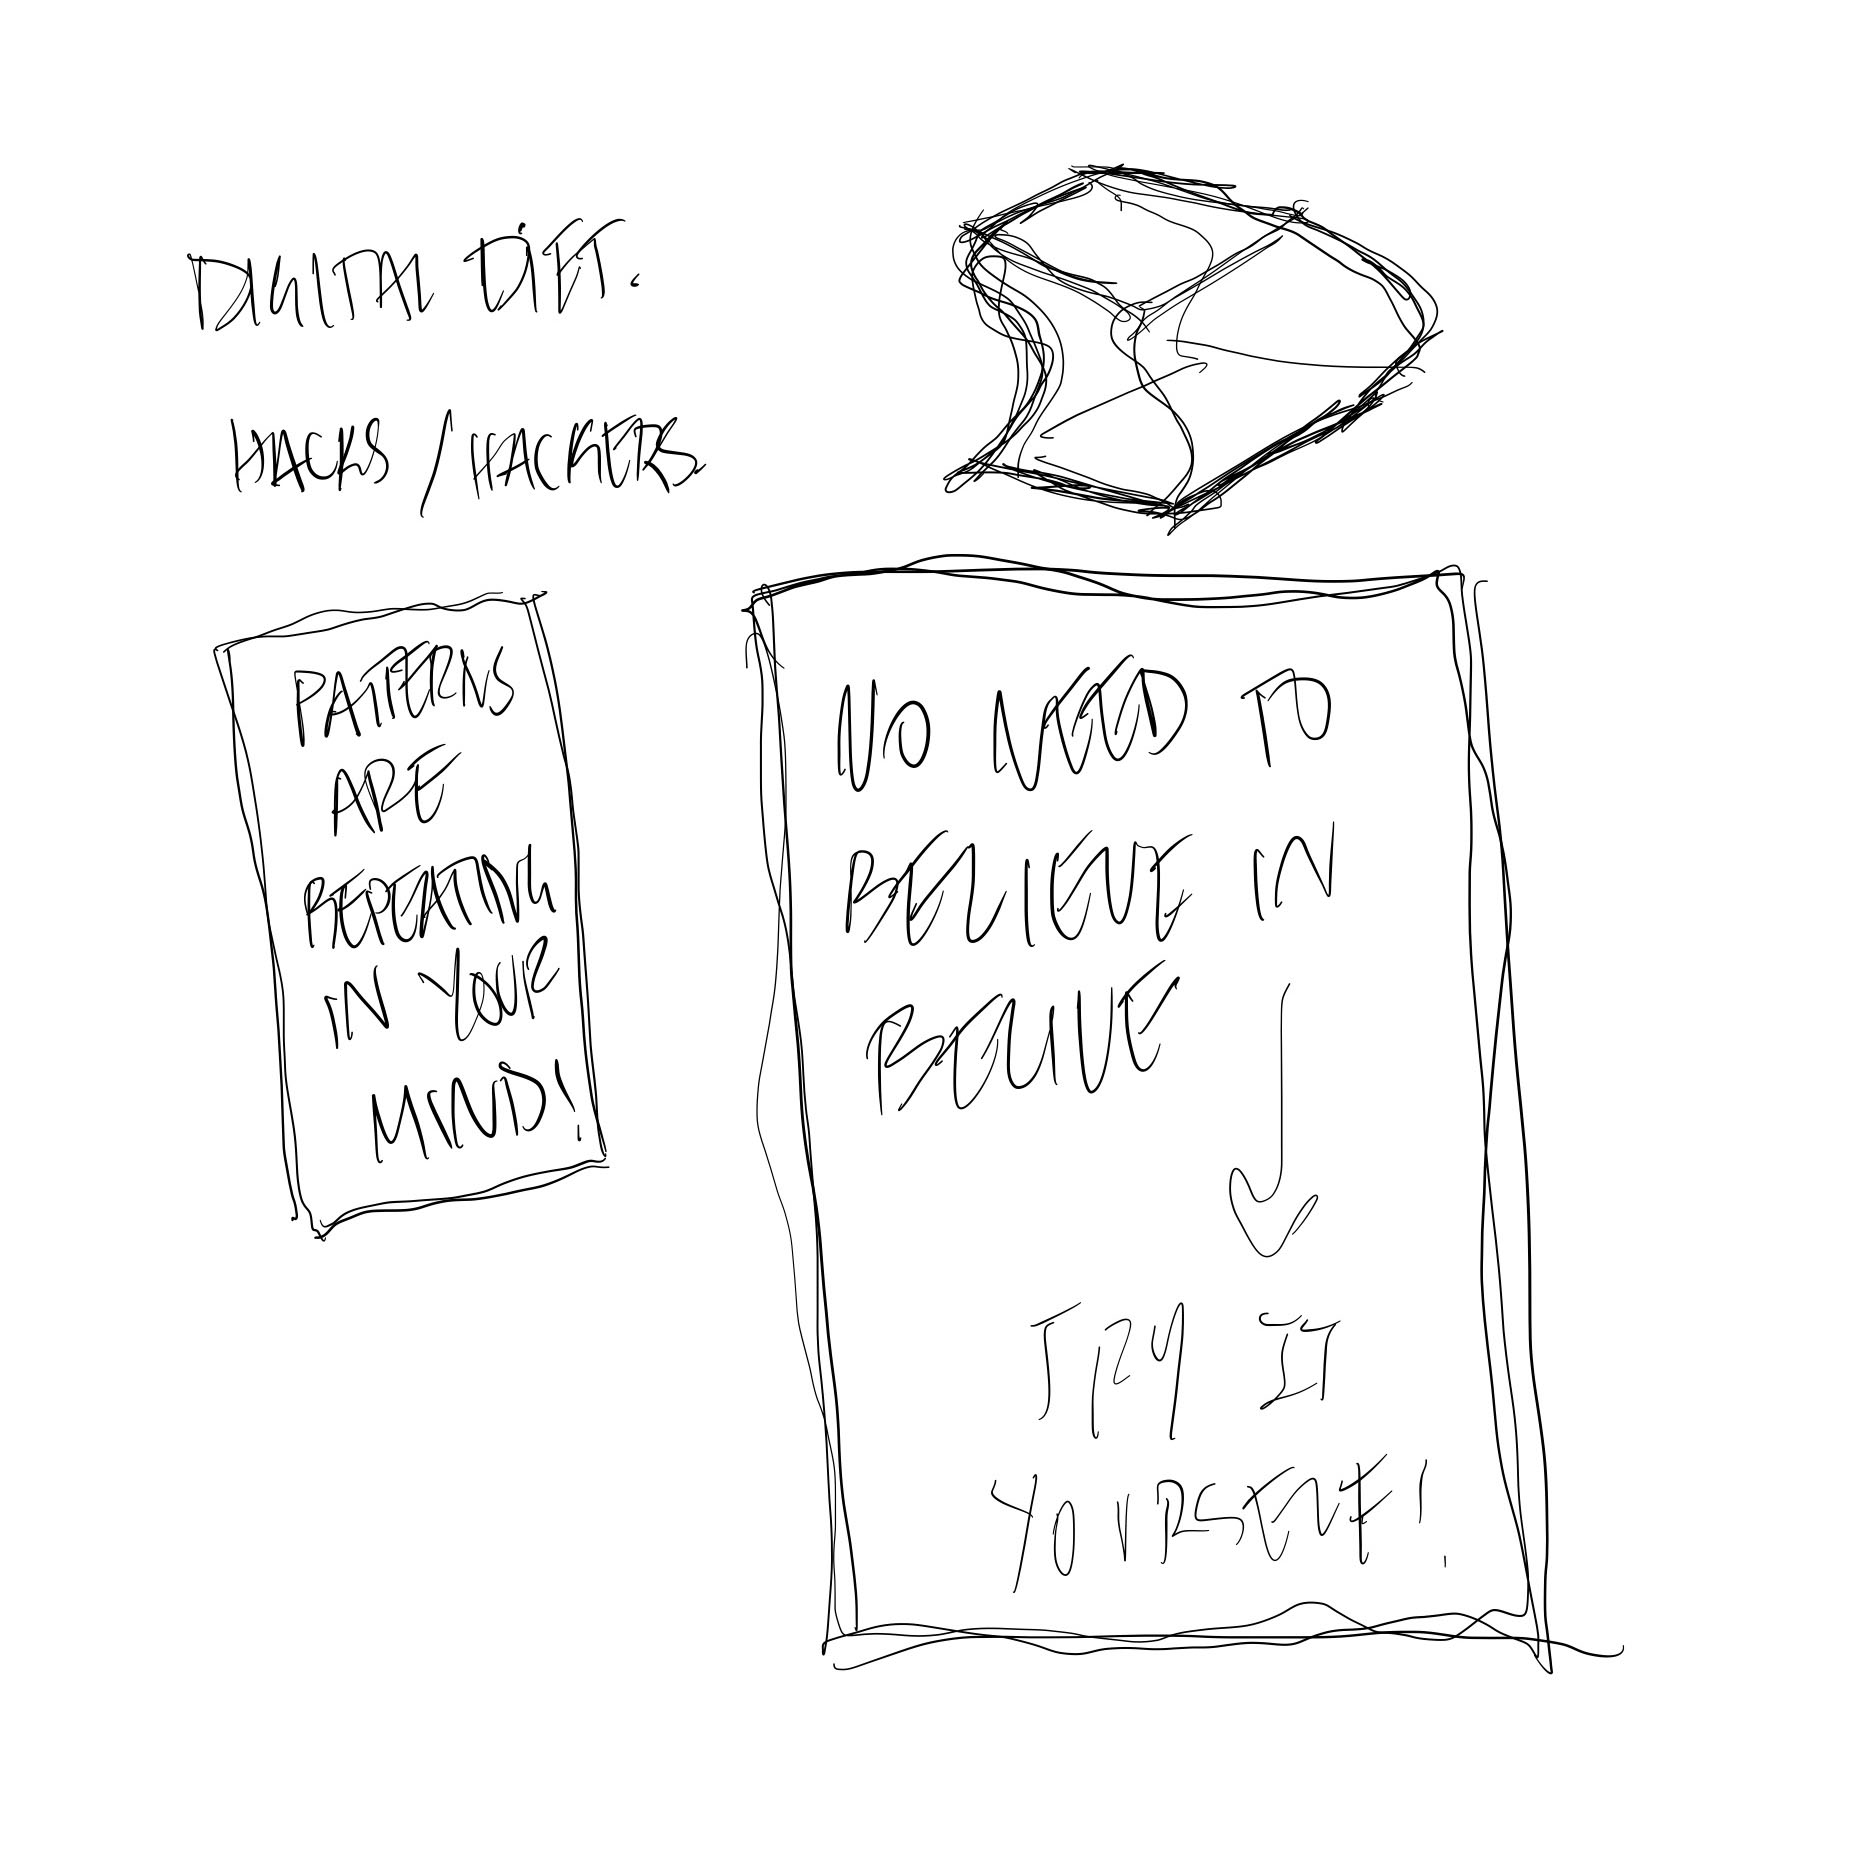 DIGITAL DIET.
HACKS / HACKERS.
PATTERNS
ARE
REPEATING
IN YOUR
MIND!
NO NEED TO
BELIEVE IN
BELIVE
TRY IT
YOURSELF!